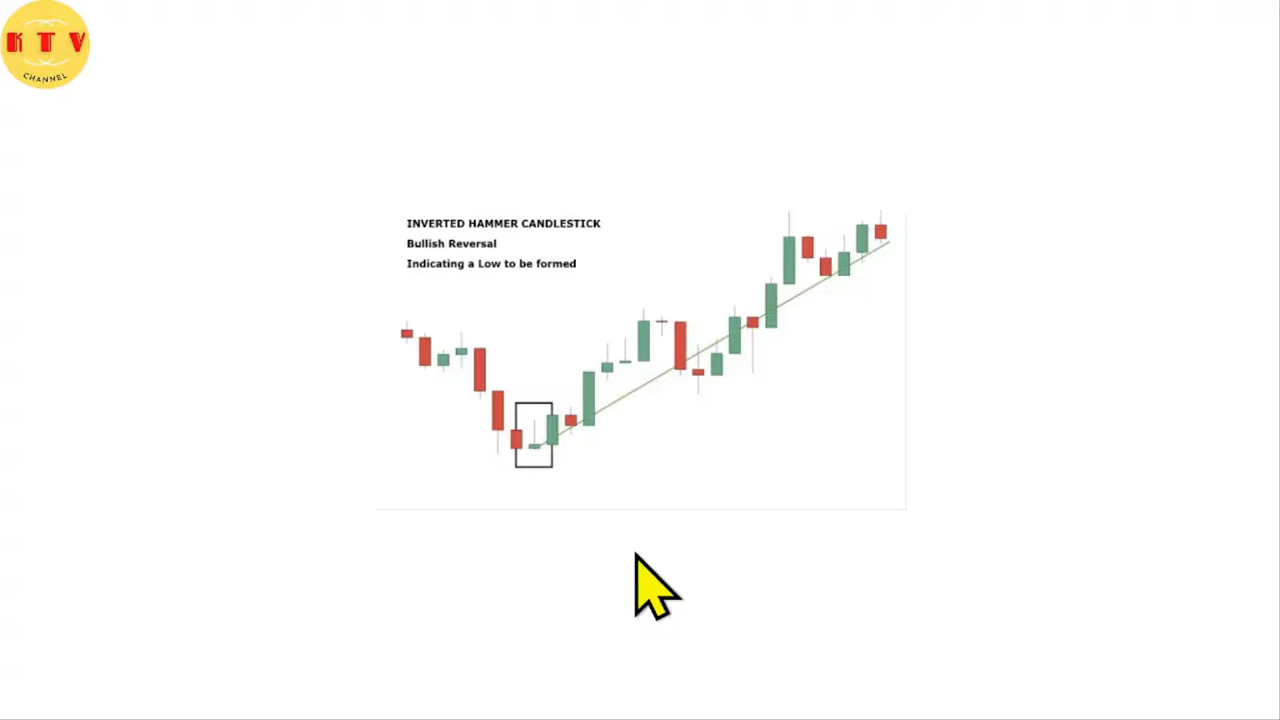 KTV
CHANNEL
INVERTED HAMMER CANDLESTICK
Bullish Reversal
Indicating a Low to be formed